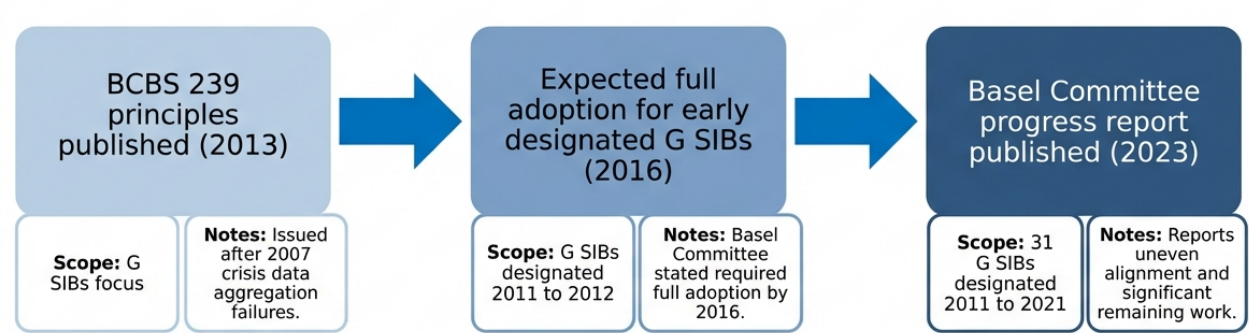 BCBS 239
principles
published (2013)
Scope: G
SIBs focus
Notes: Issued
after 2007
crisis data
aggregation
failures.
Expected full
adoption for early
designated G SIBs
(2016)
Scope: G SIBs
designated
2011 to 2012
Notes: Basel
Committee
stated required
full adoption by
2016.
Basel Committee
progress report
published (2023)
Scope: 31
G SIBs
designated
2011 to 2021
Notes: Reports
uneven
alignment and
significant
remaining work.